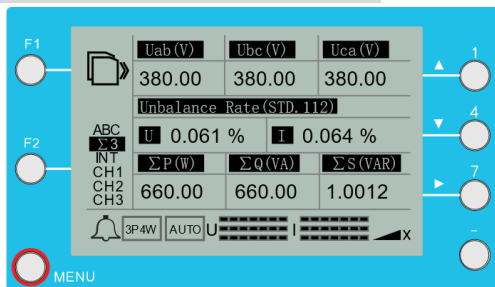 F1
Uab(V) Ubc(V) Uca(V)
1
380.00 380.00 380.00
Unbalance Rate(STD.112)
4
ABC
Σ3
INT
CH1
CH2
CH3
F2
U 0.061 % I 0.064 %
ΣP(W) ΣQ(VA) ΣS(VAR)
7
660.00 660.00 1.0012
3P4W AUTO U I X
MENU
-